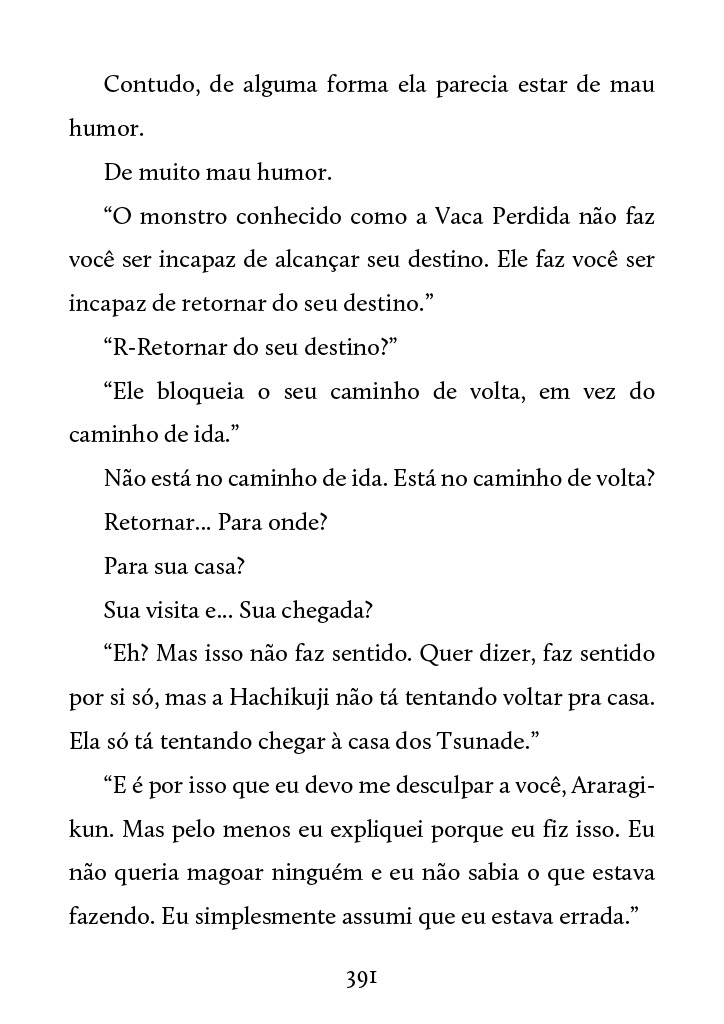 Contudo, de alguma forma ela parecia estar de mau
humor.
De muito mau humor.
“O monstro conhecido como a Vaca Perdida não faz
você ser incapaz de alcançar seu destino. Ele faz você ser
incapaz de retornar do seu destino.”
“R-Retornar do seu destino?”
“Ele bloqueia o seu caminho de volta, em vez do
caminho de ida.”
Não está no caminho de ida. Está no caminho de volta?
Retornar... Para onde?
Para sua casa?
Sua visita e... Sua chegada?
“Eh? Mas isso não faz sentido. Quer dizer, faz sentido
por si só, mas a Hachikuji não tá tentando voltar pra casa.
Ela só tá tentando chegar à casa dos Tsunade.”
“E é por isso que eu devo me desculpar a você, Araragi-
kun. Mas pelo menos eu expliquei porque eu fiz isso. Eu
não queria magoar ninguém e eu não sabia o que estava
fazendo. Eu simplesmente assumi que eu estava errada.”
391